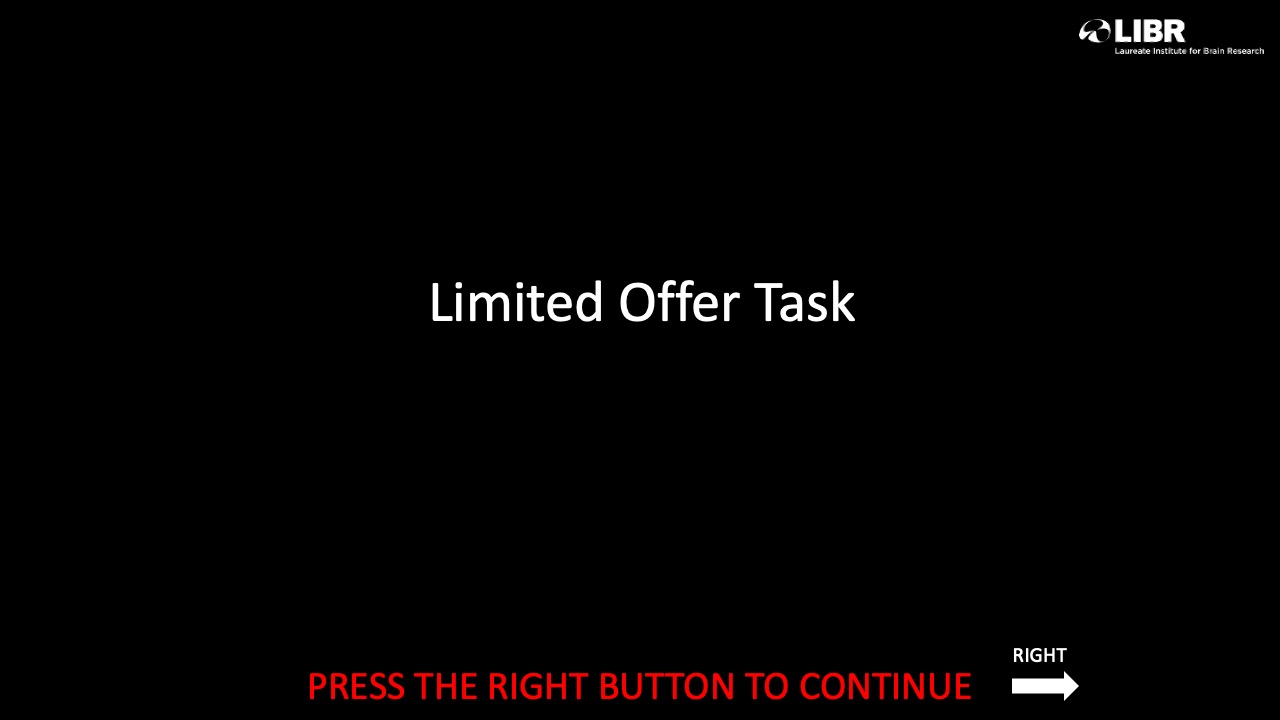 LIBR
Laureate Institute for Brain Research
Limited Offer Task
RIGHT
PRESS THE RIGHT BUTTON TO CONTINUE